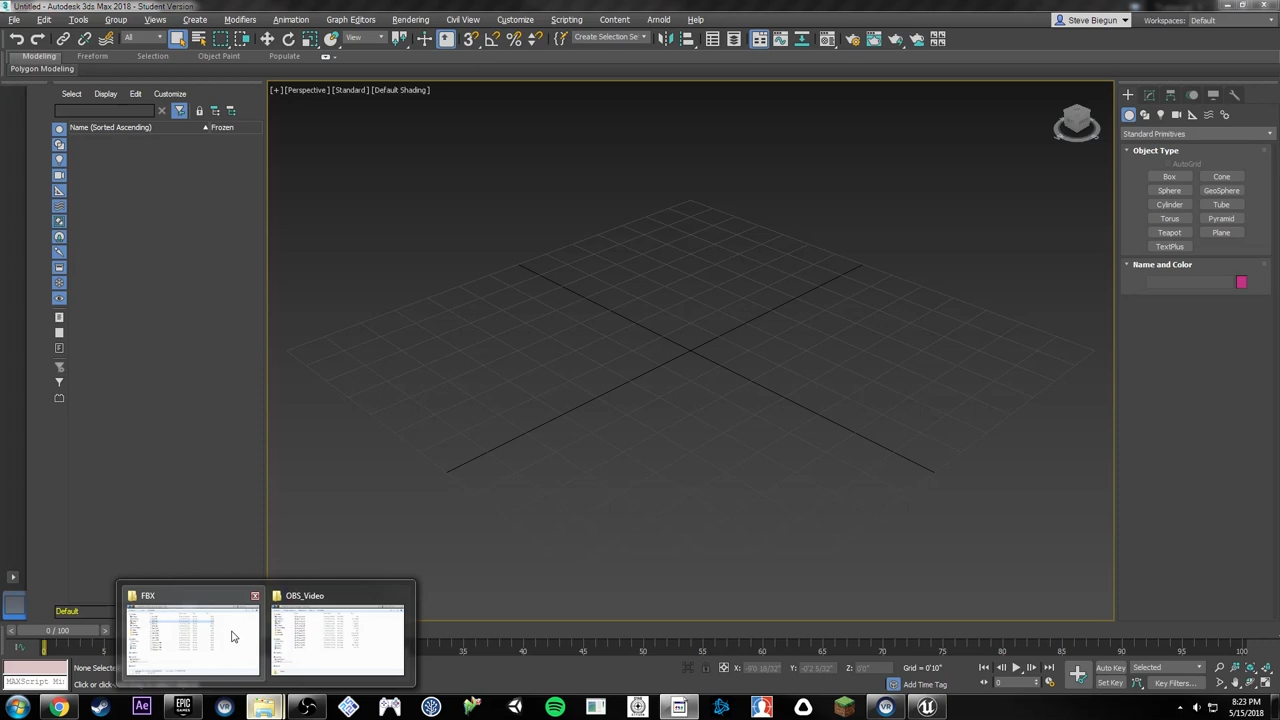 Untitled - Autodesk 3ds Max 2018 - Student Version
File Edit Tools Group Views Create Modifiers Animation Graph Editors Rendering Civil View Customize Scripting Content Arnold Help
Steve Biegun
Workspaces: Default
All
View
Create Selection Se
Modeling Freeform Selection Object Paint Populate
Polygon Modeling
Select Display Edit Customize
Name (Sorted Ascending) Frozen
[+] [Perspective] [Standard] [Default Shading]
Standard Primitives
Object Type
AutoGrid
Box Cone
Sphere GeoSphere
Cylinder Tube
Torus Pyramid
Teapot Plane
TextPlus
Name and Color
FBX
OBS_Video
Default
0 /
0 5 35 40 45 50 55 60 65 70 75 80 85 90 95 100
None Selec
MAXScript Mi
Click or
X:
Y:
Z:
Grid = 0'10"
Add Time Tag
0
Auto Key Selected
Set Key Key Filters...
8:23 PM
5/15/2018